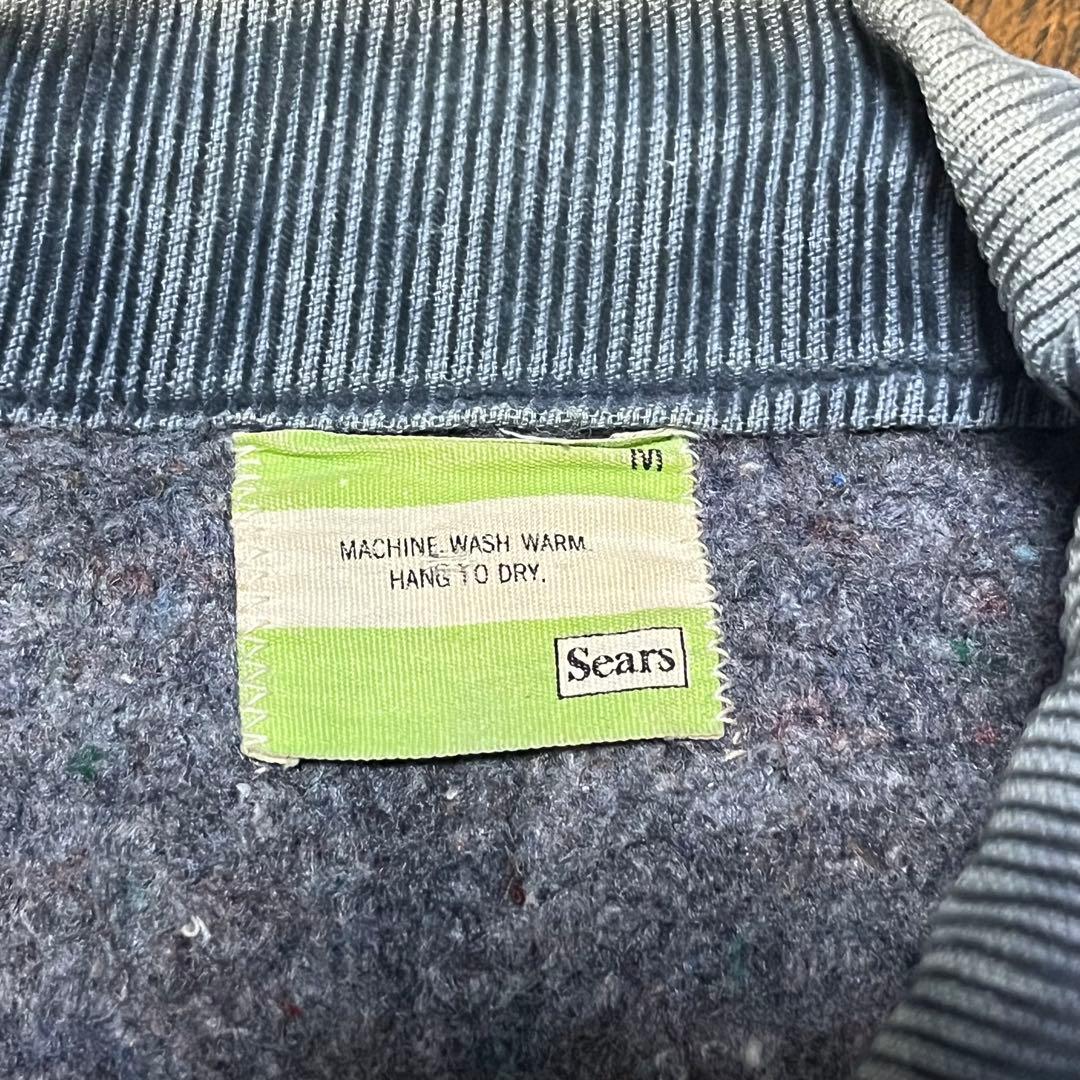 M
MACHINE WASH WARM.
HANG TO DRY.
Sears